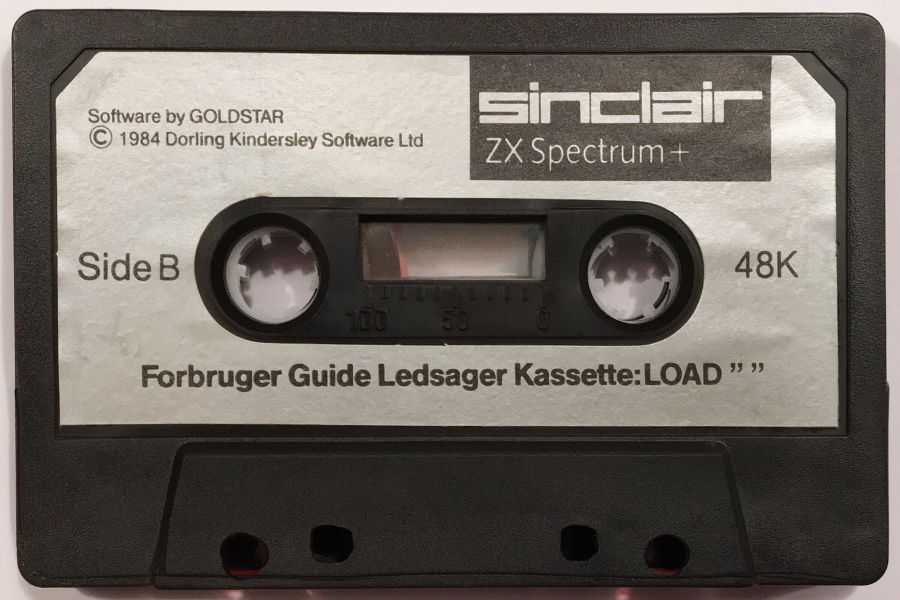 Software by GOLDSTAR
© 1984 Dorling Kindersley Software Ltd
sinclair
ZX Spectrum+
Side B
48K
100 50 0
Forbruger Guide Ledsager Kassette:LOAD ” ”